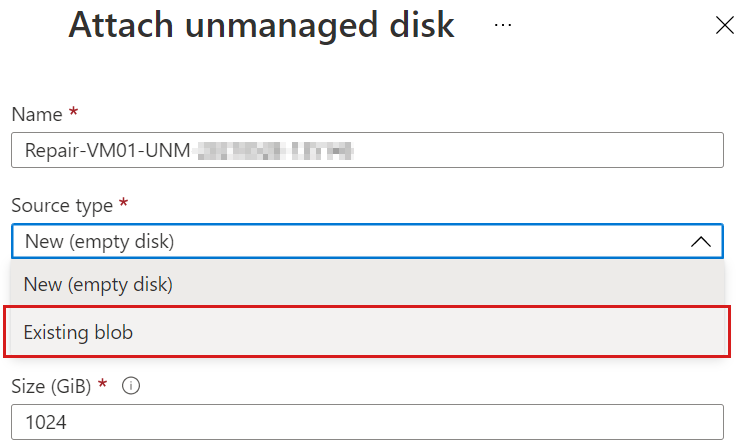 Attach unmanaged disk ...
Name *
Repair-VM01-UNM
Source type *
New (empty disk)
New (empty disk)
Existing blob
Size (GiB) *
1024